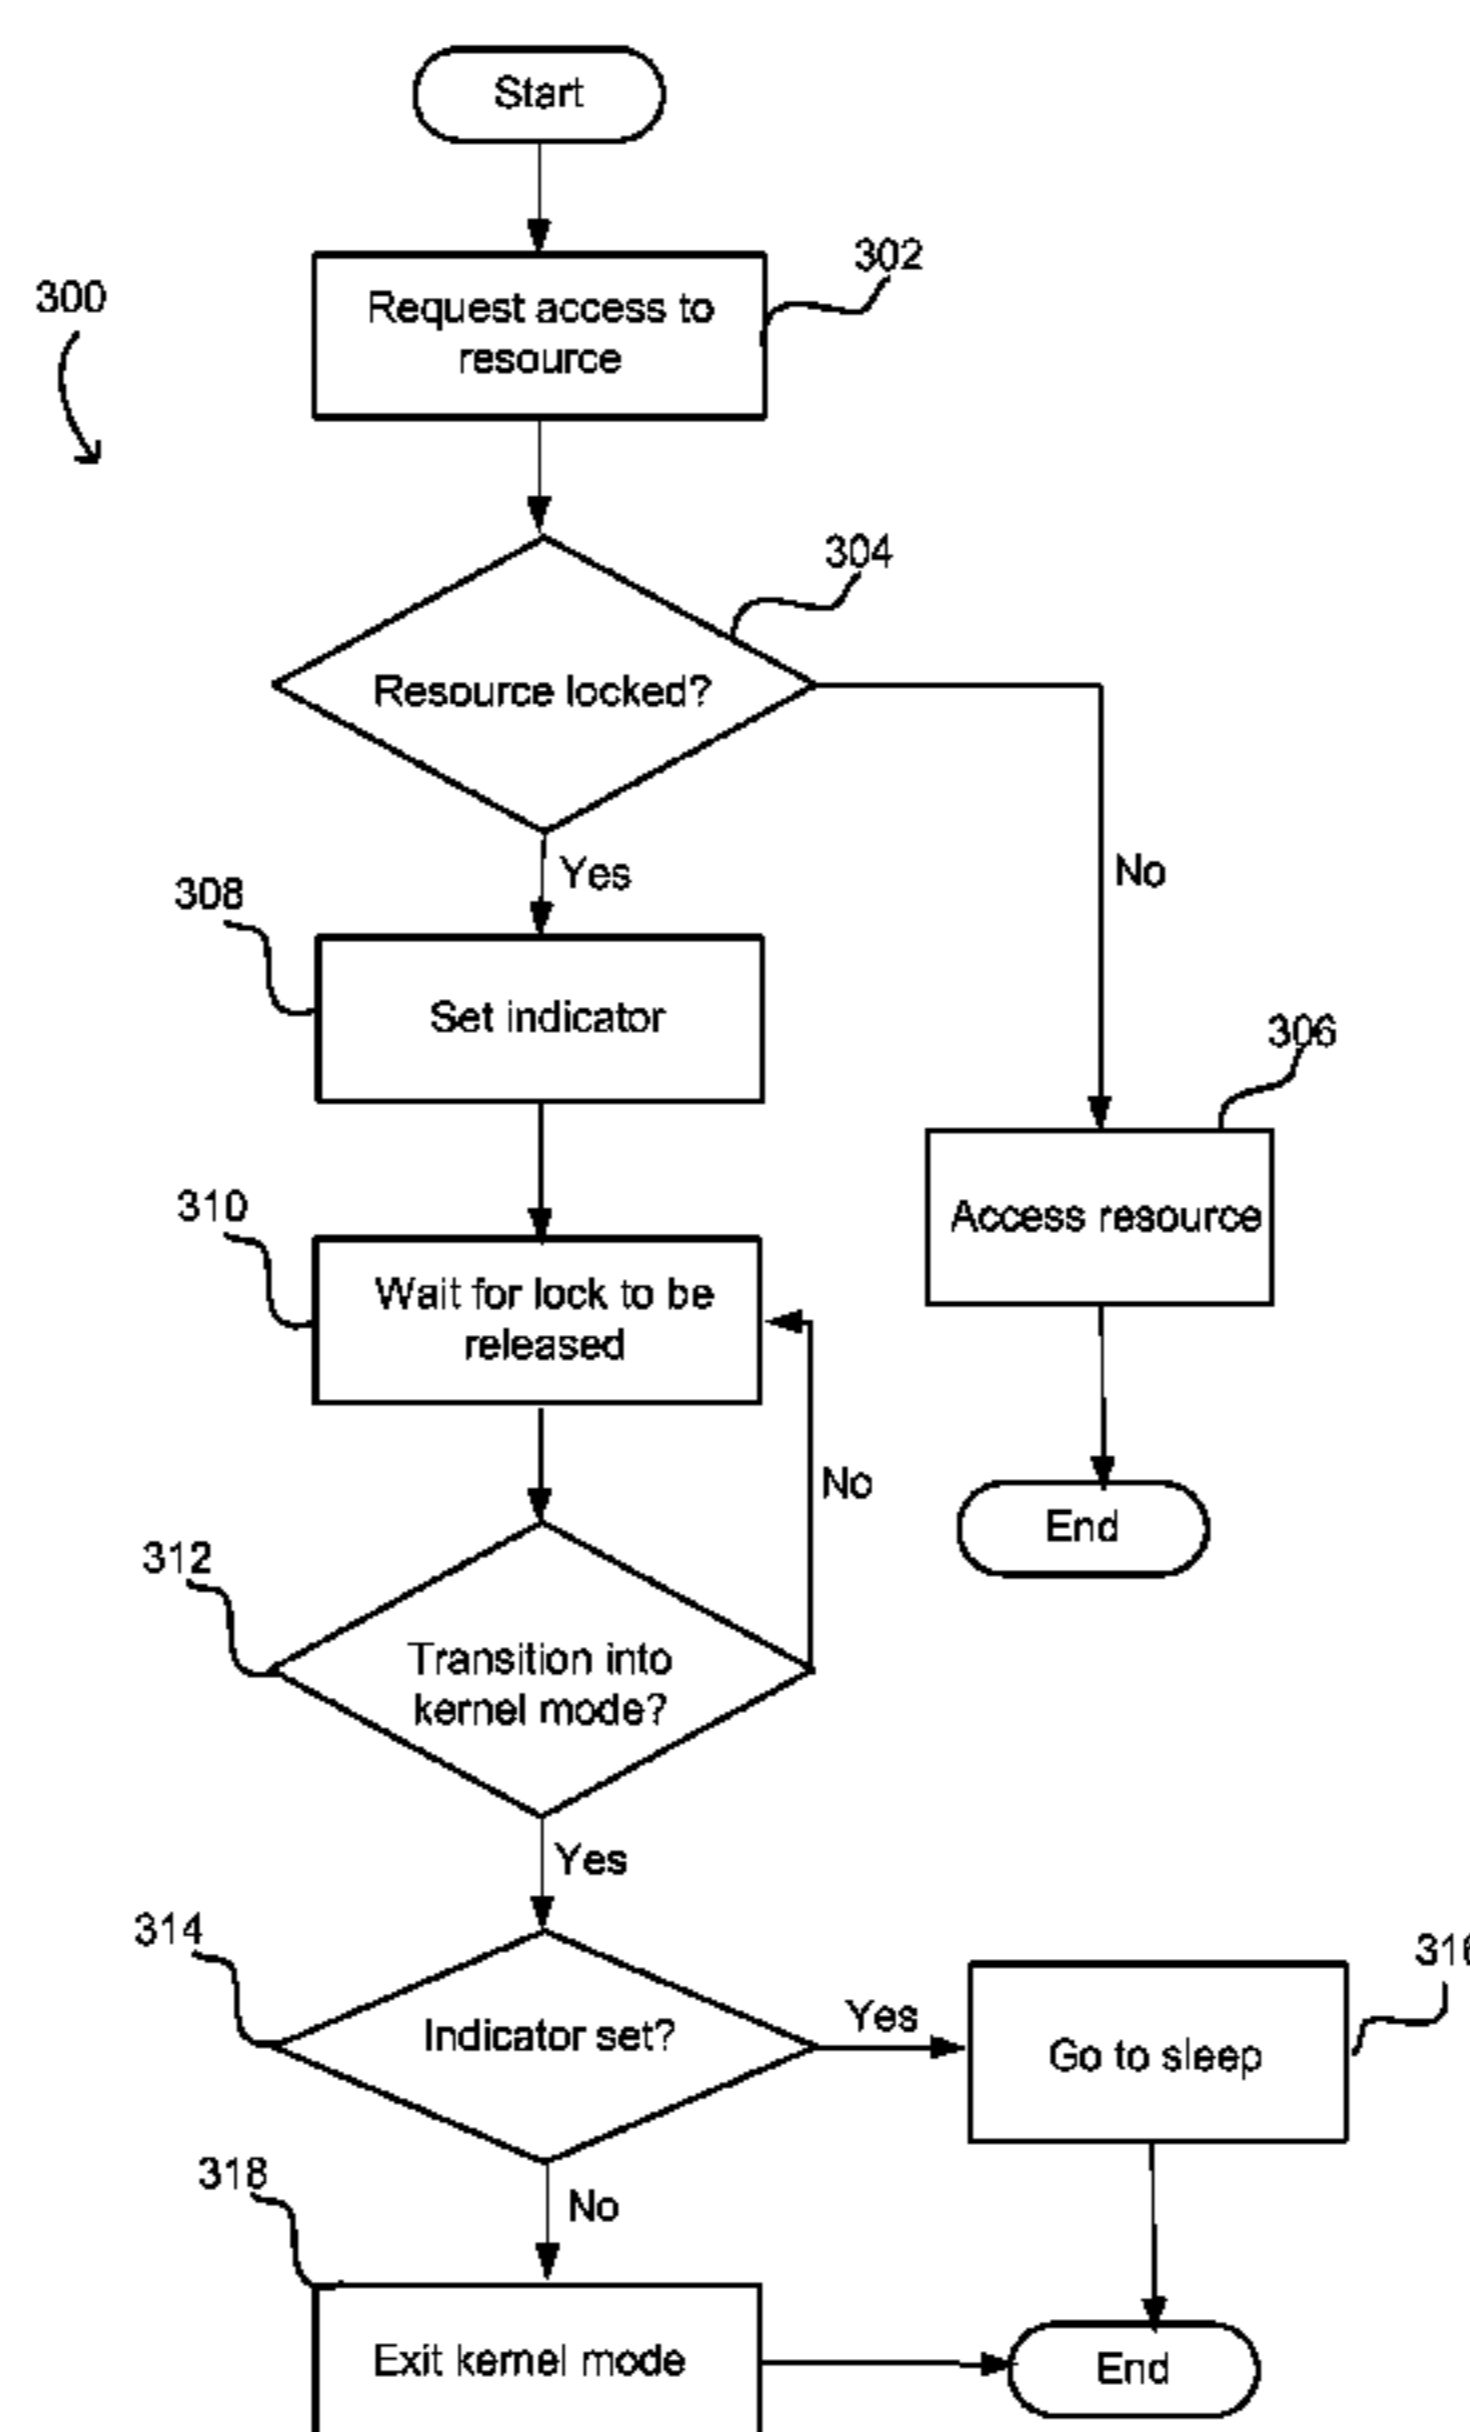 Start
302
300
Request access to
resource
304
Resource locked?
Yes
No
308
Set indicator
306
310
Access resource
Wait for lock to be
released
No
End
312
Transition into
kernel mode?
Yes
314
316
Yes
Indicator set?
Go to sleep
318
No
Exit kernel mode
End